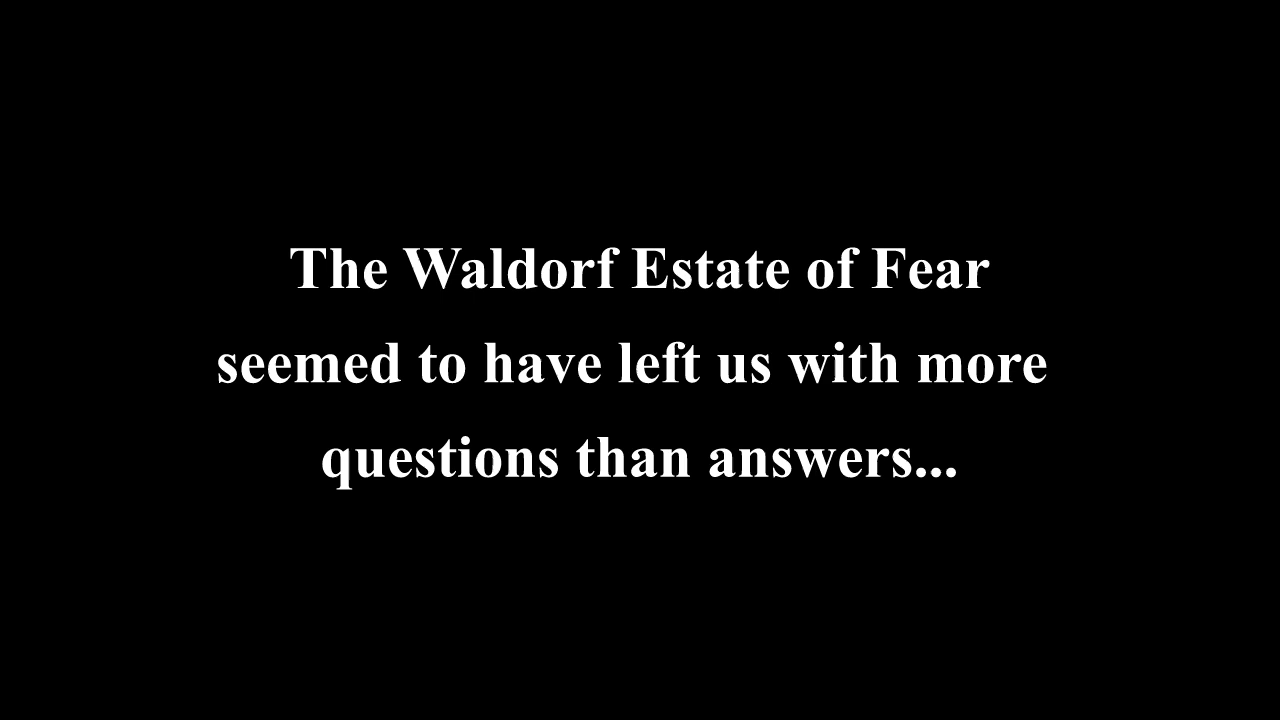 The Waldorf Estate of Fear
seemed to have left us with more
questions than answers...